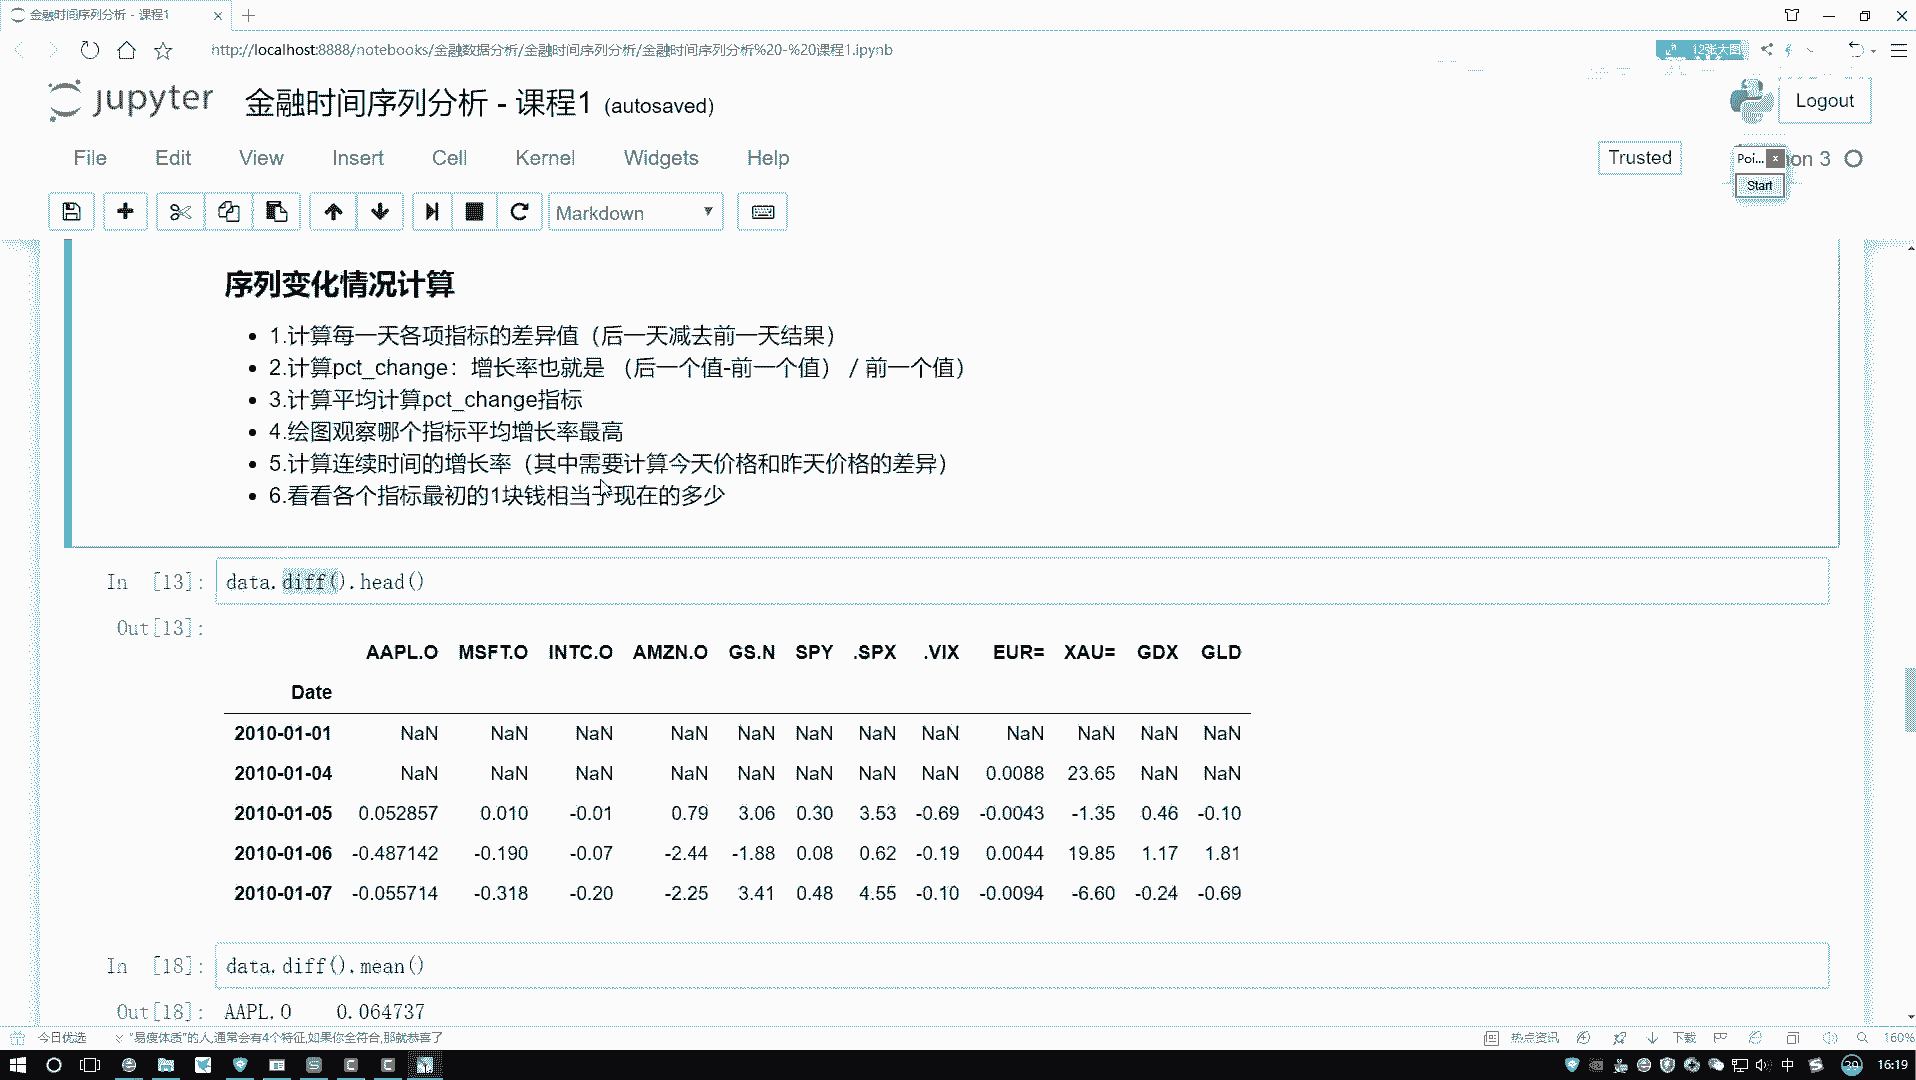 金融时间序列分析 - 课程1
http://localhost:8888/notebooks/金融数据分析/金融时间序列分析/金融时间序列分析%20-%20课程1.ipynb
12张大图
jupyter 金融时间序列分析 - 课程1 (autosaved)
Logout
File Edit View Insert Cell Kernel Widgets Help
Trusted
Poi... x on 3
Start
Markdown
序列变化情况计算
1.计算每一天各项指标的差异值（后一天减去前一天结果）
2.计算pct_change：增长率也就是 （后一个值-前一个值） / 前一个值）
3.计算平均计算pct_change指标
4.绘图观察哪个指标平均增长率最高
5.计算连续时间的增长率（其中需要计算今天价格和昨天价格的差异）
6.看看各个指标最初的1块钱相当于现在的多少
In [13]: data.diff().head()
Out[13]:
AAPL.O MSFT.O INTC.O AMZN.O GS.N SPY .SPX .VIX EUR= XAU= GDX GLD
Date
2010-01-01 NaN NaN NaN NaN NaN NaN NaN NaN NaN NaN NaN NaN
2010-01-04 NaN NaN NaN NaN NaN NaN NaN NaN 0.0088 23.65 NaN NaN
2010-01-05 0.052857 0.010 -0.01 0.79 3.06 0.30 3.53 -0.69 -0.0043 -1.35 0.46 -0.10
2010-01-06 -0.487142 -0.190 -0.07 -2.44 -1.88 0.08 0.62 -0.19 0.0044 19.85 1.17 1.81
2010-01-07 -0.055714 -0.318 -0.20 -2.25 3.41 0.48 4.55 -0.10 -0.0094 -6.60 -0.24 -0.69
In [18]: data.diff().mean()
Out[18]: AAPL.O 0.064737
今日优选 "易瘦体质"的人,通常会有4个特征,如果你全符合,那就恭喜了
热点资讯 下载 160%
中 39 16:19